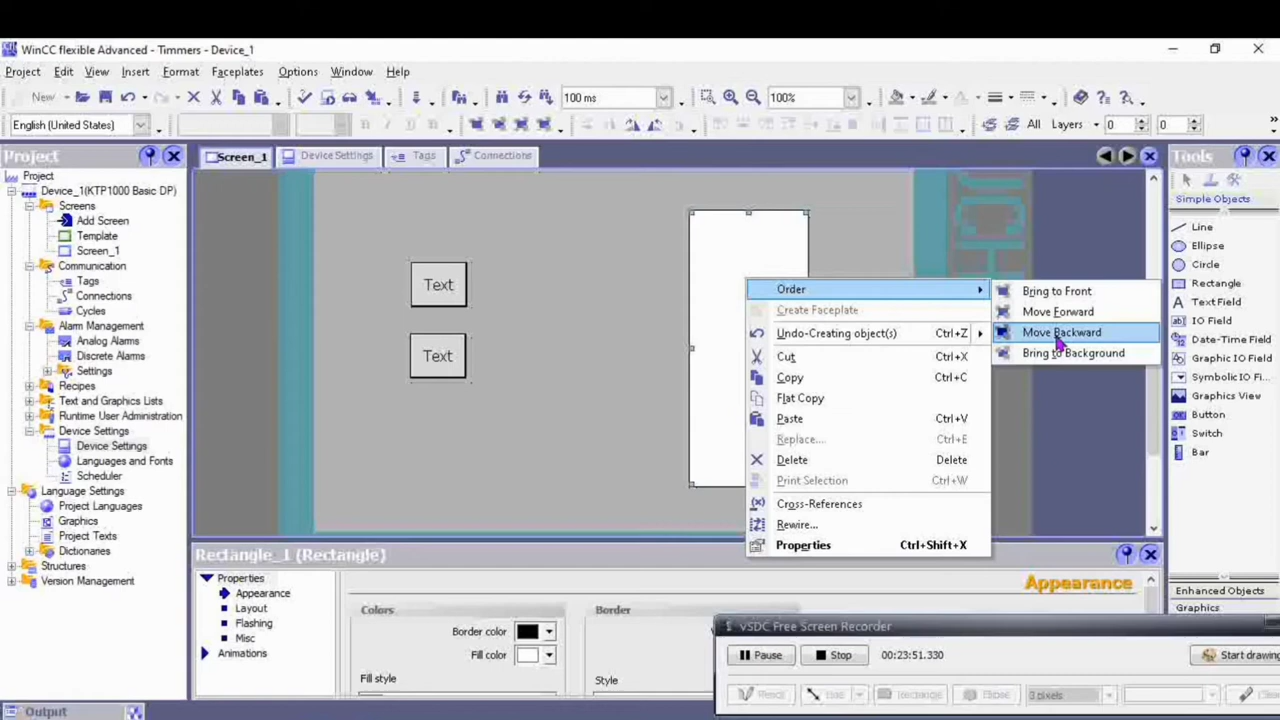 WinCC flexible Advanced - Timmers - Device_1
Project Edit View Insert Format Faceplates Options Window Help
New 100 ms 100%
English (United States) All Layers 0 0
Project
Screen_1 Device Settings Tags Connections
Tools
Project
Device_1(KTP1000 Basic DP)
Screens
Add Screen
Template
Screen_1
Communication
Tags
Connections
Cycles
Alarm Management
Analog Alarms
Discrete Alarms
Settings
Recipes
Text and Graphics Lists
Runtime User Administration
Device Settings
Device Settings
Languages and Fonts
Scheduler
Language Settings
Project Languages
Graphics
Project Texts
Dictionaries
Structures
Version Management
Text
Text
Order
Create Faceplate
Undo-Creating object(s) Ctrl+Z
Cut Ctrl+X
Copy Ctrl+C
Flat Copy
Paste Ctrl+V
Replace... Ctrl+E
Delete Delete
Print Selection Ctrl+W
Cross-References
Rewire...
Properties Ctrl+Shift+X
Bring to Front
Move Forward
Move Backward
Bring to Background
Simple Objects
Line
Ellipse
Circle
Rectangle
Text Field
IO Field
Date-Time Field
Graphic IO Field
Symbolic IO Fi...
Graphics View
Button
Switch
Bar
Enhanced Objects
Graphics
Rectangle_1 (Rectangle)
Properties
Appearance
Layout
Flashing
Misc
Animations
Appearance
Colors
Border color
Fill color
Fill style
Border
Style
VSDC Free Screen Recorder
Pause Stop 00:23:51.330 Start drawing
Pencil Line Rectangle Ellipse 3 pixels
Output